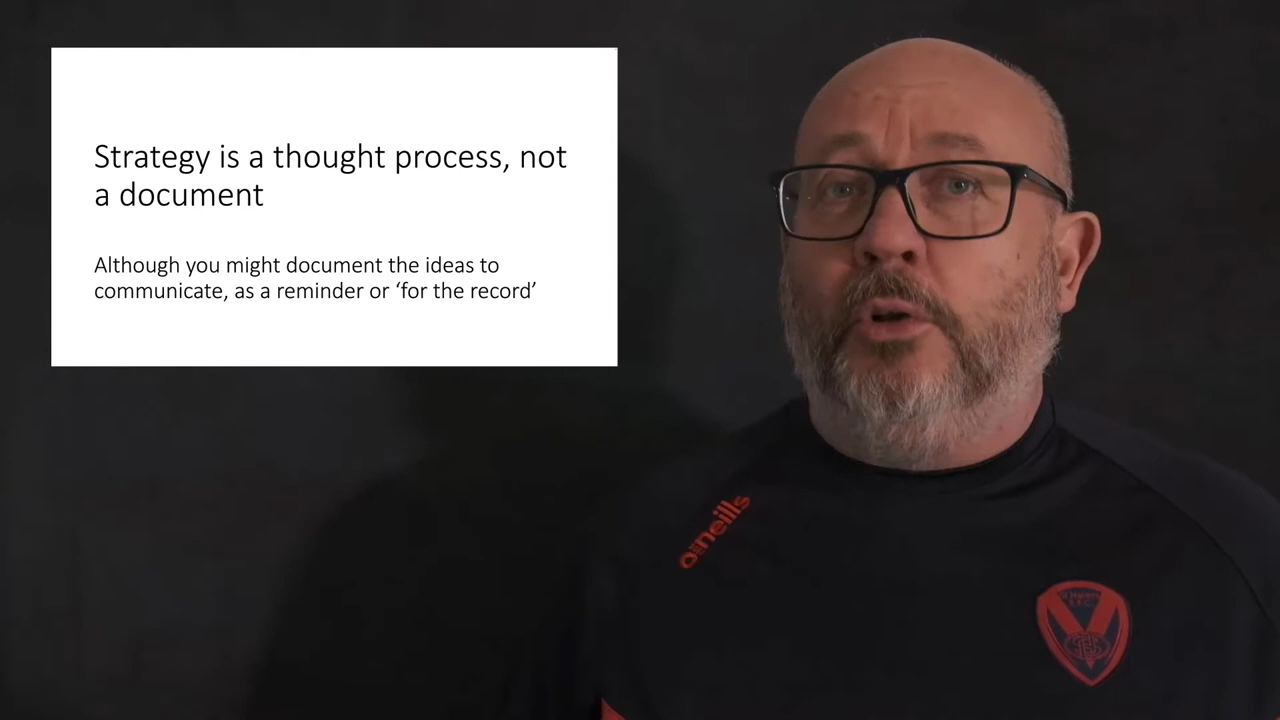 Strategy is a thought process, not
a document
Although you might document the ideas to
communicate, as a reminder or ‘for the record’
o'neills